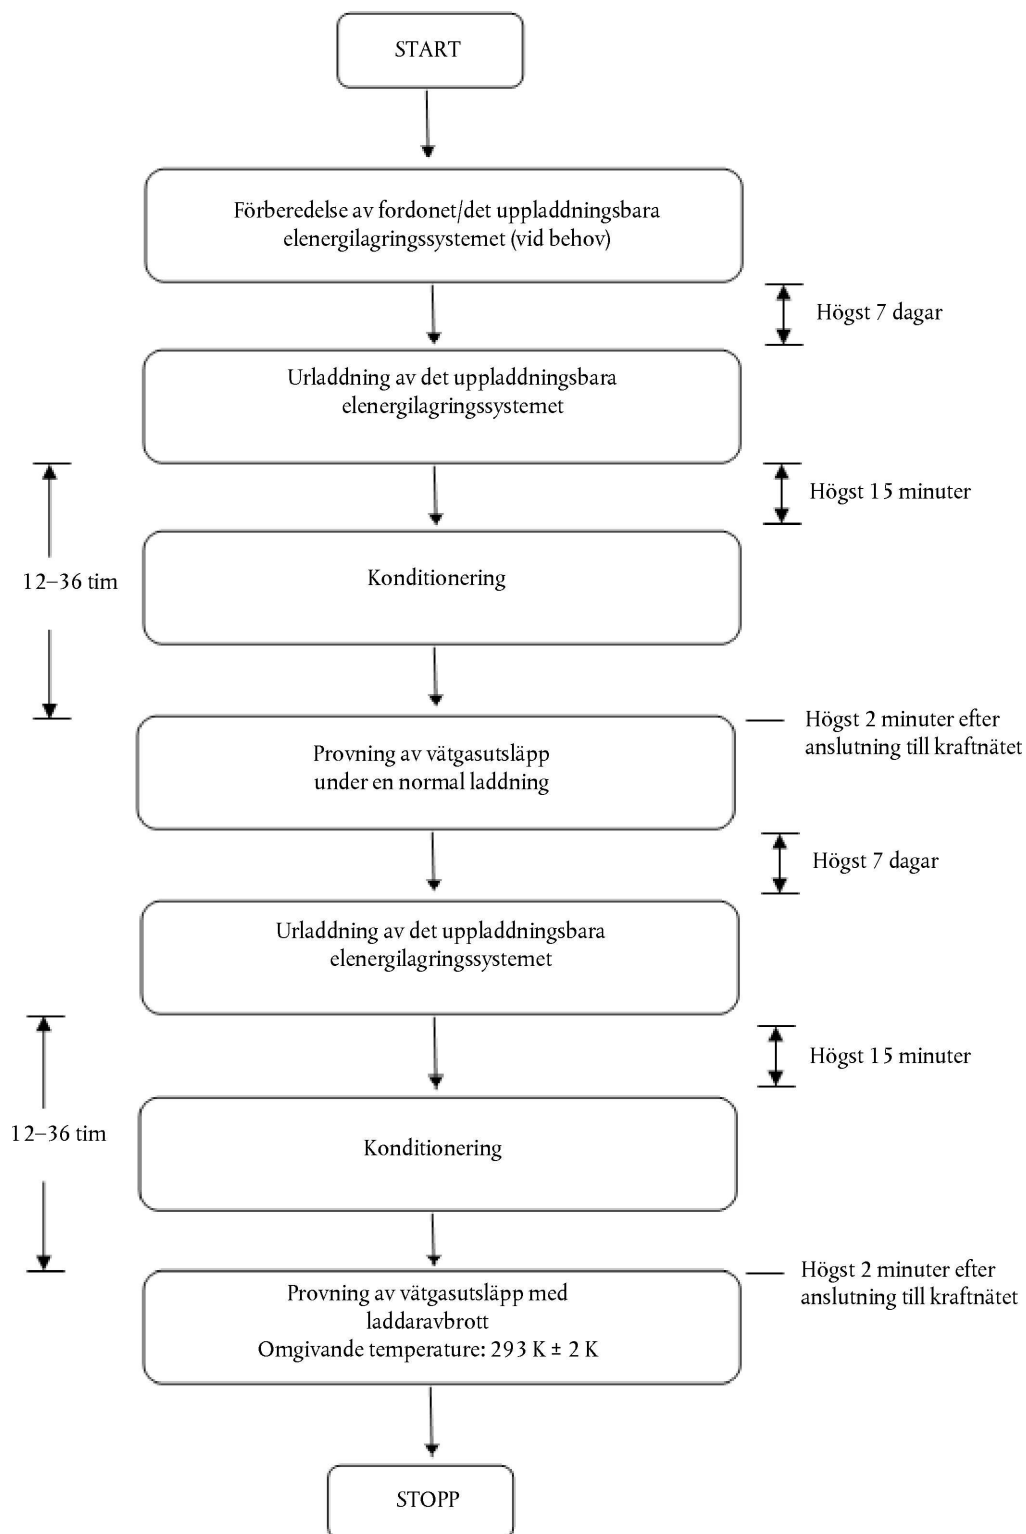 START
Förberedelse av fordonet/det uppladdningsbara
elenergilagringssystemet (vid behov)
Högst 7 dagar
Urladdning av det uppladdningsbara
elenergilagringssystemet
Högst 15 minuter
12–36 tim
Konditionering
Högst 2 minuter efter
anslutning till kraftnätet
Provning av vätgasutsläpp
under en normal laddning
Högst 7 dagar
Urladdning av det uppladdningsbara
elenergilagringssystemet
Högst 15 minuter
12–36 tim
Konditionering
Högst 2 minuter efter
anslutning till kraftnätet
Provning av vätgasutsläpp med
laddaravbrott
Omgivande temperature: 293 K ± 2 K
STOPP